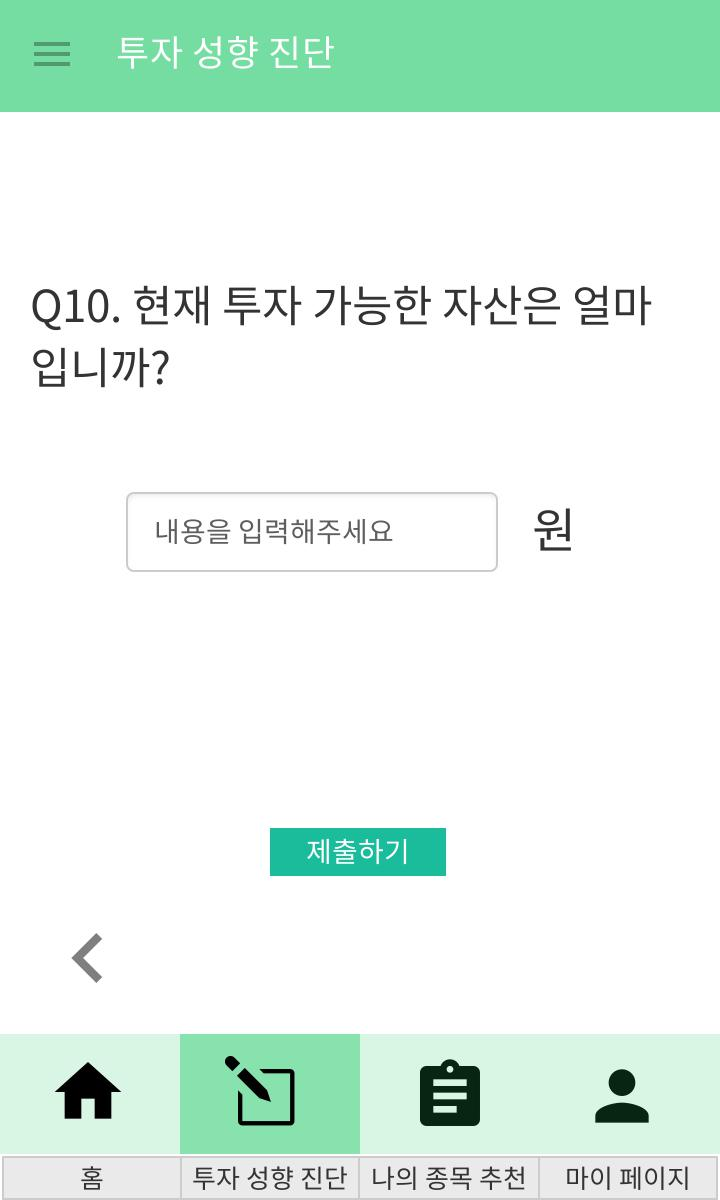 투자 성향 진단
Q10. 현재 투자 가능한 자산은 얼마
입니까?
내용을 입력해주세요 원
제출하기
홈 투자 성향 진단 나의 종목 추천 마이 페이지